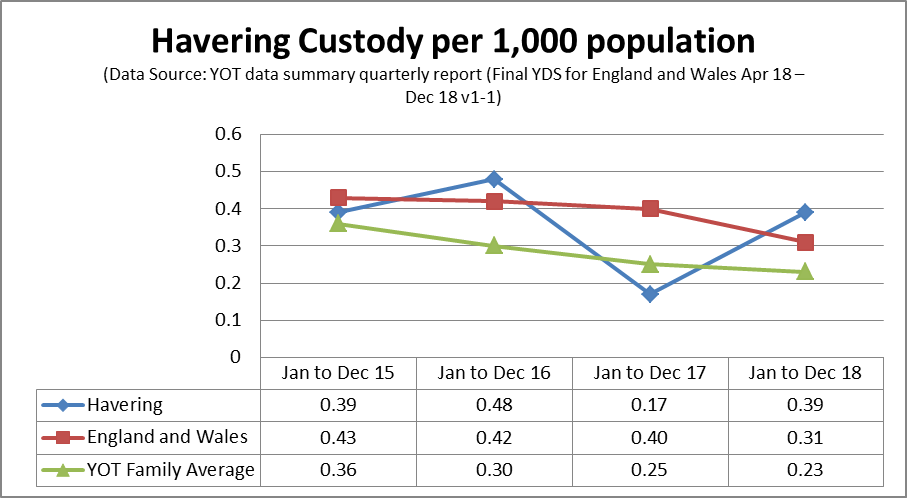 Havering Custody per 1,000 population
(Data Source: YOT data summary quarterly report (Final YDS for England and Wales Apr 18 –
Dec 18 v1-1)
0.6
0.5
0.4
0.3
0.2
0.1
0
Jan to Dec 15 Jan to Dec 16 Jan to Dec 17 Jan to Dec 18
Havering 0.39 0.48 0.17 0.39
England and Wales 0.43 0.42 0.40 0.31
YOT Family Average 0.36 0.30 0.25 0.23